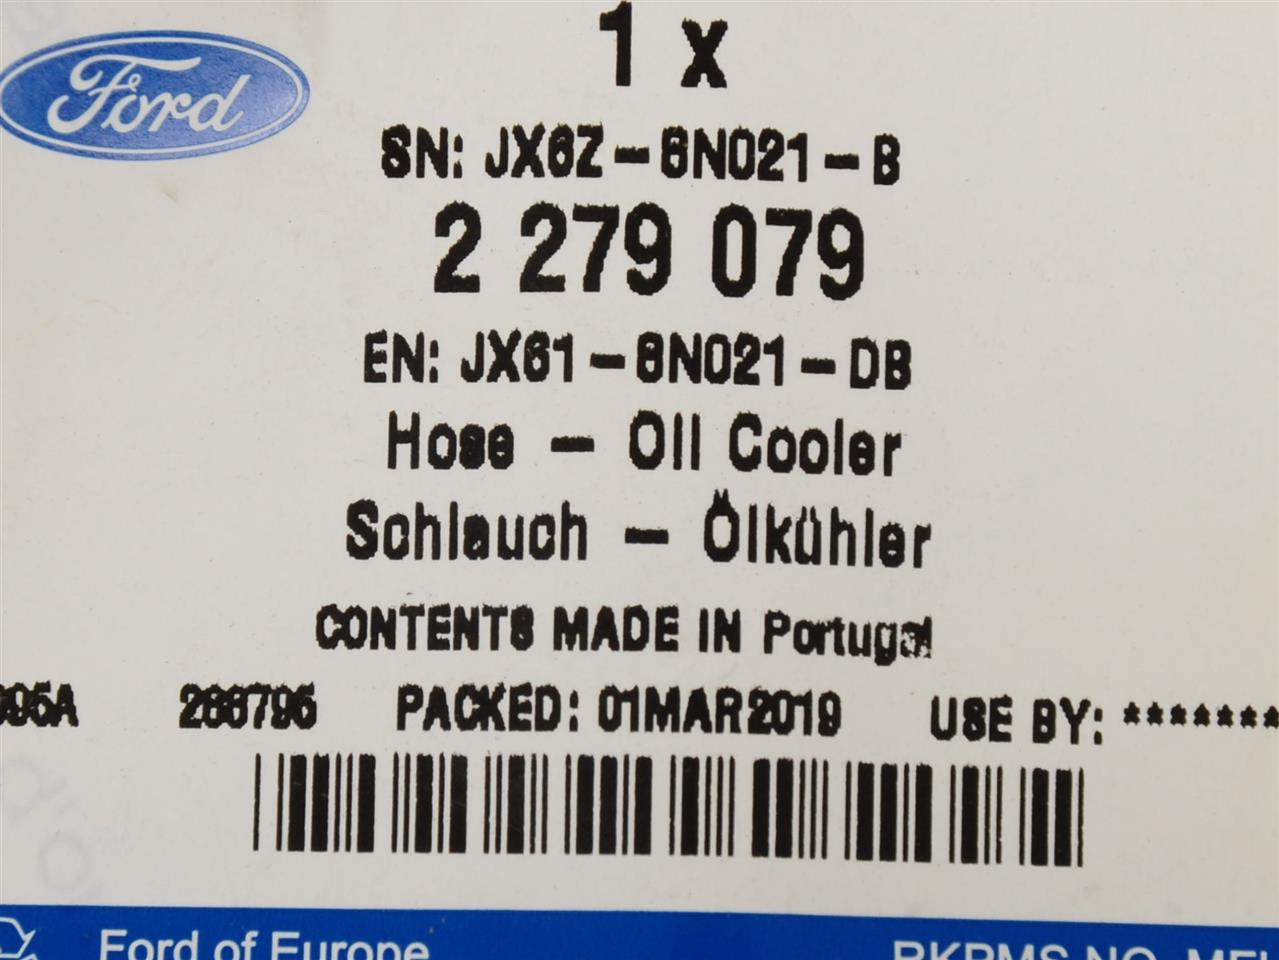 Ford
1 x
SN: JX6Z-6N021-B
2 279 079
EN: JX61-6N021-DB
Hose - Oil Cooler
Schlauch - Ölkühler
CONTENTS MADE IN Portugal
PACKED: 01MAR2019 USE BY: *******
Ford of Europe